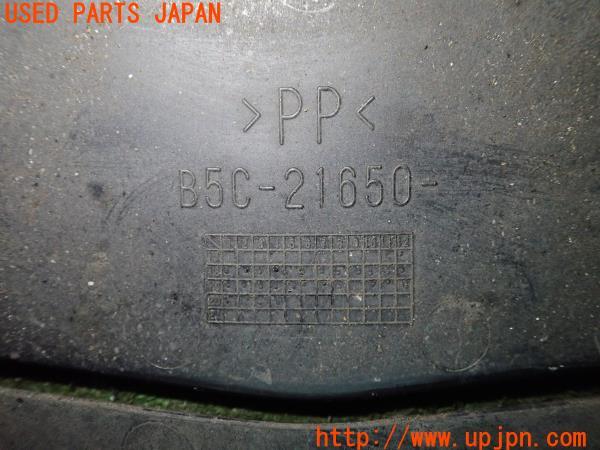 USED PARTS JAPAN
>PP<
B5C-21650-
http://www.upjpn.com/